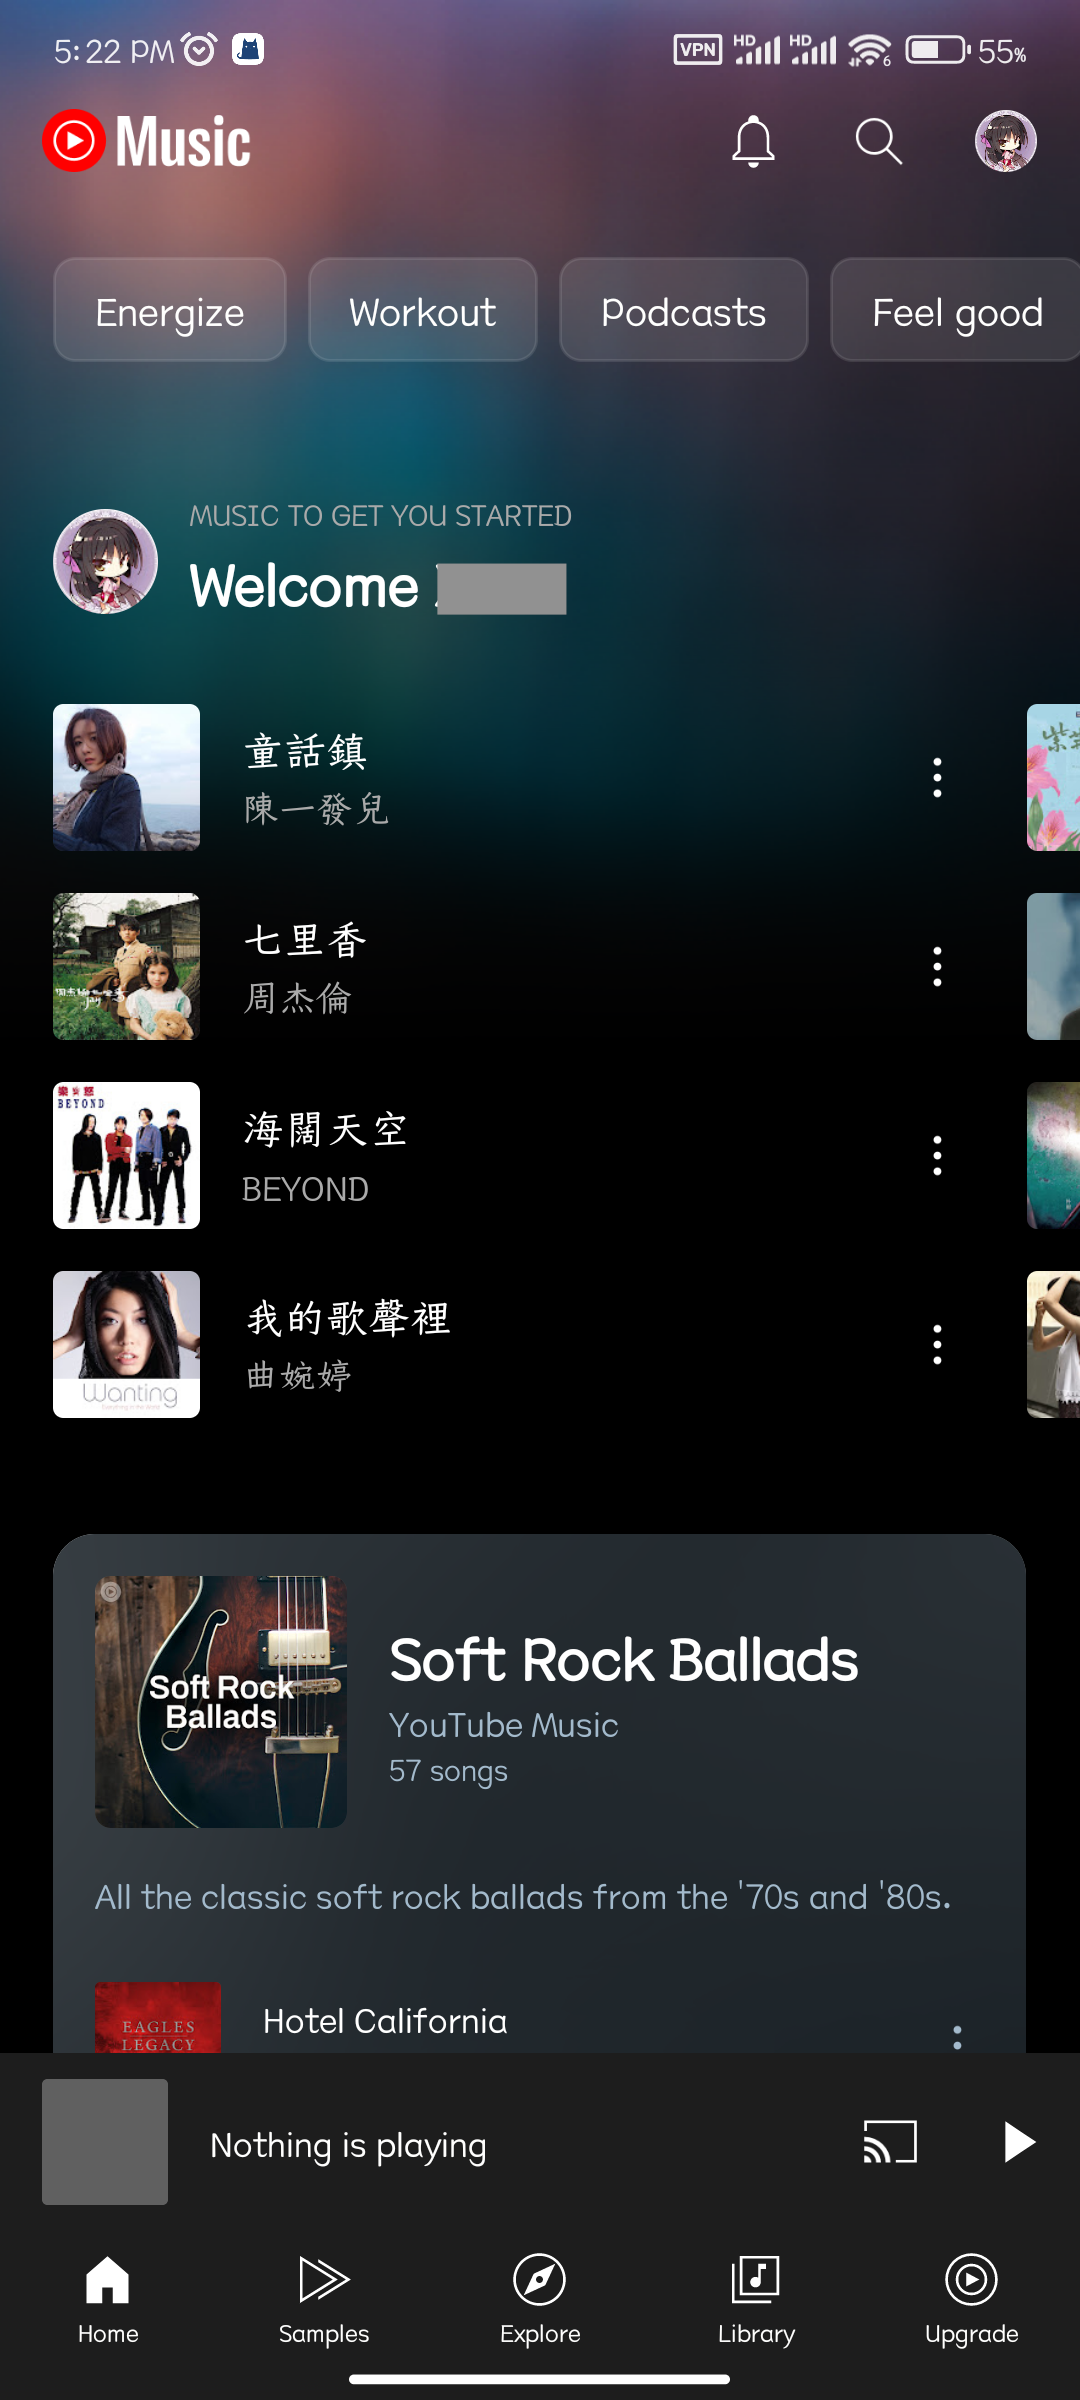 5:22 PM
VPN HD HD 6 55%
Music
Energize
Workout
Podcasts
Feel good
MUSIC TO GET YOU STARTED
Welcome
童話鎮
陳一發兒
七里香
周杰倫
BEYOND
海闊天空
BEYOND
我的歌聲裡
曲婉婷
Wanting
Soft Rock
Ballads
Soft Rock Ballads
YouTube Music
57 songs
All the classic soft rock ballads from the '70s and '80s.
EAGLES
LEGACY
Hotel California
Nothing is playing
Home
Samples
Explore
Library
Upgrade